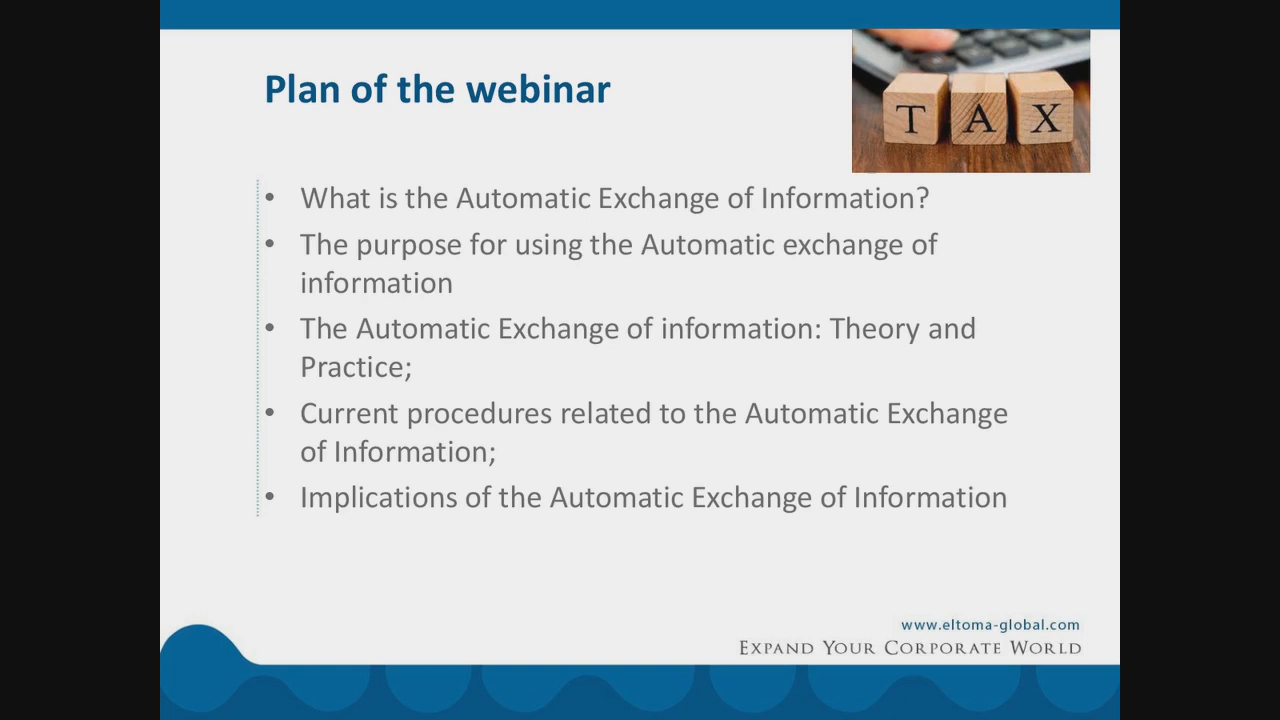 Plan of the webinar
TAX
• What is the Automatic Exchange of Information?
• The purpose for using the Automatic exchange of
information
• The Automatic Exchange of information: Theory and
Practice;
• Current procedures related to the Automatic Exchange
of Information;
• Implications of the Automatic Exchange of Information
www.eltoma-global.com
Expand Your Corporate World